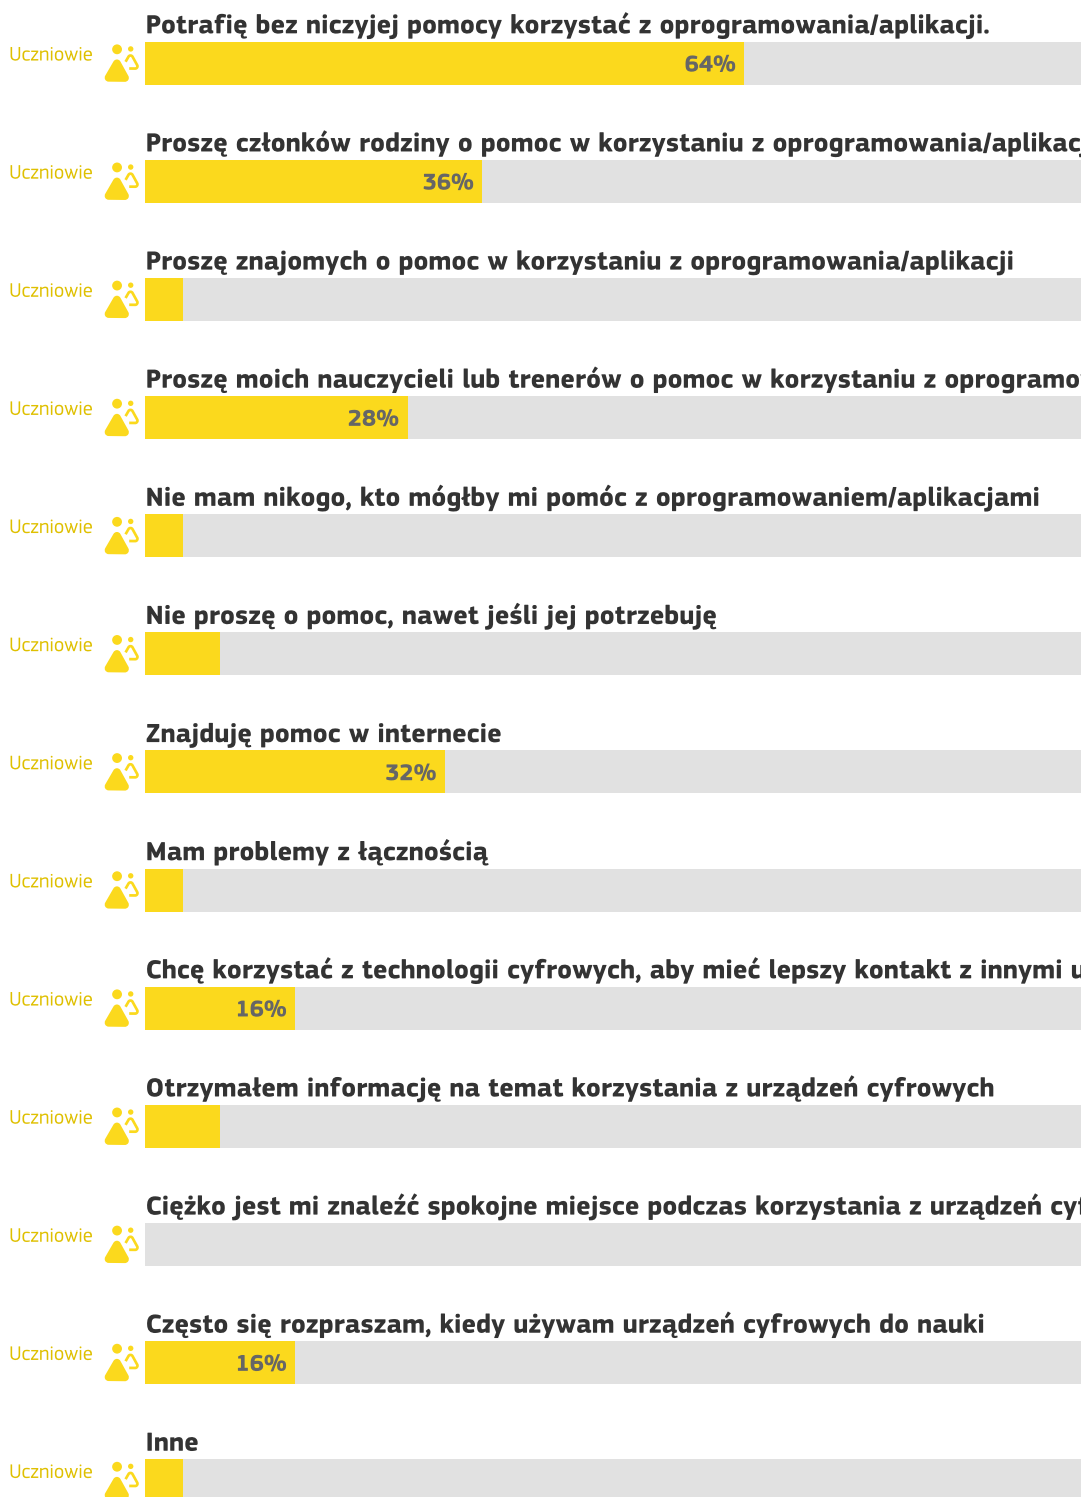 Potrafię bez niczyjej pomocy korzystać z oprogramowania/aplikacji.
Uczniowie
64%
Proszę członków rodziny o pomoc w korzystaniu z
Uczniowie
36%
Proszę znajomych o pomoc w korzystaniu z oprogramowania/aplikacji
Uczniowie
Proszę moich nauczycieli lub trenerów o pomoc w korzystaniu z
Uczniowie
28%
Nie mam nikogo, kto mógłby mi pomóc z oprogramowaniem/aplikacjami
Uczniowie
Nie proszę o pomoc, nawet jeśli jej potrzebuję
Uczniowie
Znajduję pomoc w internecie
Uczniowie
32%
Mam problemy z łącznością
Uczniowie
Chcę korzystać z technologii cyfrowych, aby mieć lepszy kontakt z innymi
Uczniowie
16%
Otrzymałem informację na temat korzystania z urządzeń cyfrowych
Uczniowie
Ciężko jest mi znaleźć spokojne miejsce podczas korzystania z urządzeń
Uczniowie
Często się rozpraszam, kiedy używam urządzeń cyfrowych do nauki
Uczniowie
16%
Inne
Uczniowie